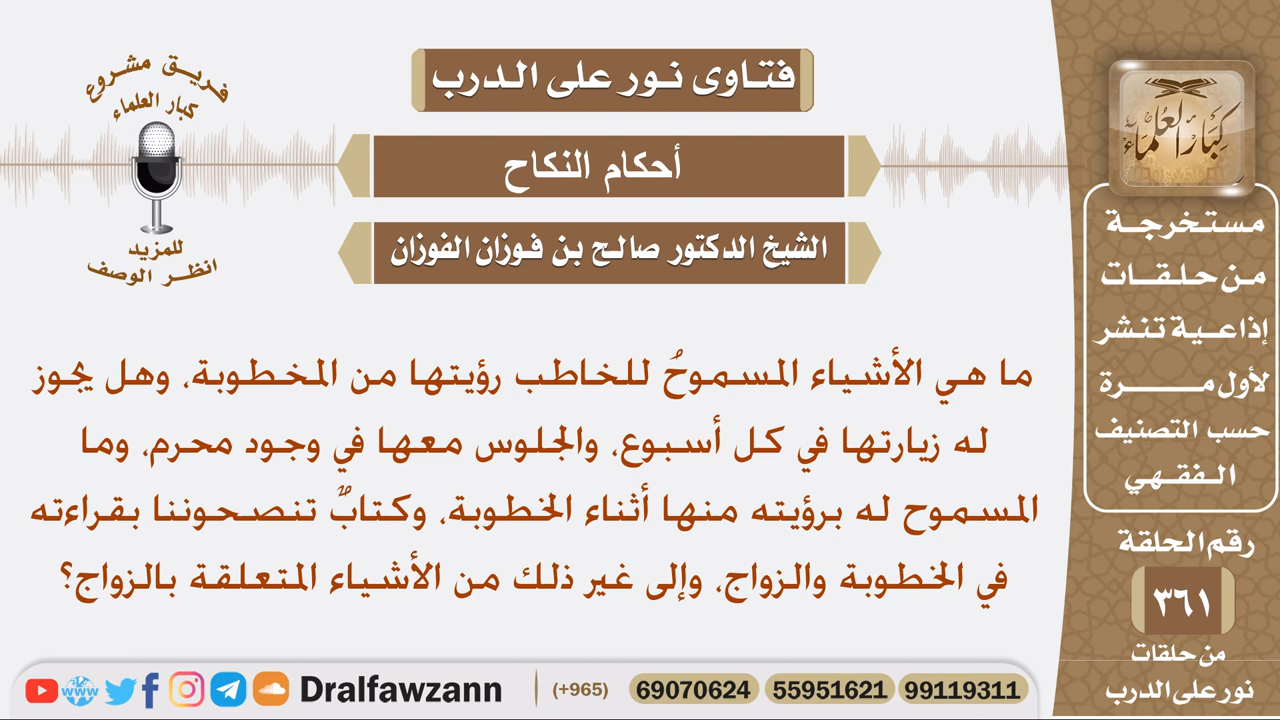 فتاوى نور على الدرب
أحكام النكاح
الشيخ الدكتور صالح بن فوزان الفوزان
فريق مشروع
كبار العلماء
للمزيد
انظر الوصف
كبار العلماء
مستخرجة
من حلقات
إذاعية تنشر
لأول مرة
حسب التصنيف
الفقهي
رقم الحلقة
٣٦١
من حلقات
نور على الدرب
ما هي الأشياء المسموحُ للخاطب رؤيتها من المخطوبة، وهل يجوز
له زيارتها في كل أسبوع، والجلوس معها في وجود محرم، وما
المسموح له برؤيته منها أثناء الخطوبة، وكتابٌ تنصحوننا بقراءته
في الخطوبة والزواج، وإلى غير ذلك من الأشياء المتعلقة بالزواج؟
www Dralfawzann (+965) 69070624 55951621 99119311